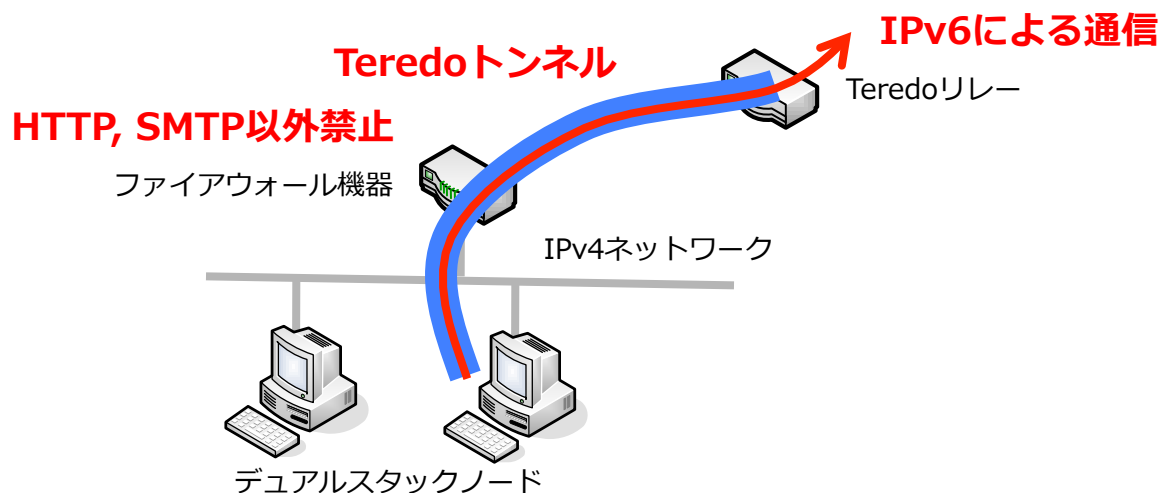 IPv6による通信
Teredoトンネル
Teredoリレー
HTTP, SMTP以外禁止
ファイアウォール機器
IPv4ネットワーク
デュアルスタックノード